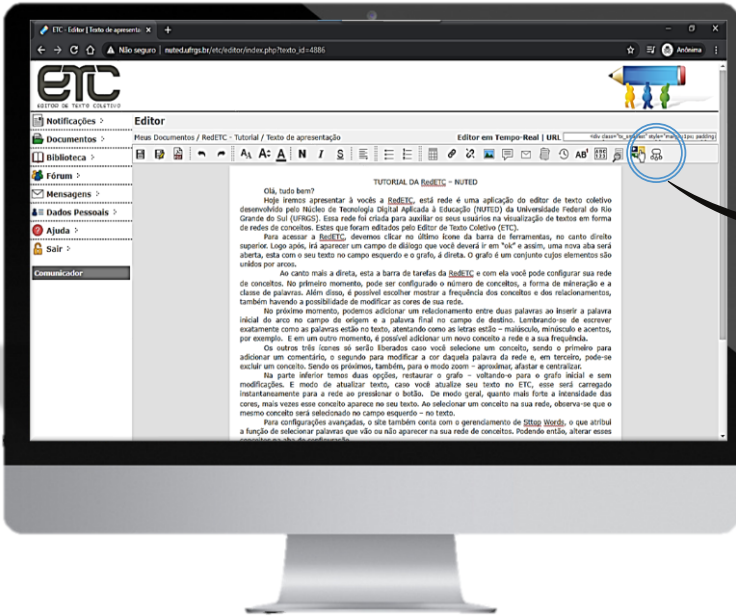 ETC - Editor | Texto de apresenta
Não seguro | nuted.ufrgs.br/etc/editor/index.php?texto_id=4886
Anônima
ETC
EDITOR DE TEXTO COLETIVO
Notificações >
Documentos >
Biblioteca >
Fórum >
Mensagens >
Dados Pessoais >
Ajuda >
Sair >
Comunicador
Editor
Meus Documentos / RedETC - Tutorial / Texto de apresentação
Editor em Tempo-Real | URL
N I S
TUTORIAL DA RedETC – NUTED
Olá, tudo bem?
Hoje iremos apresentar à vocês a RedETC, está rede é uma aplicação do editor de texto coletivo
desenvolvido pelo Núcleo de Tecnologia Digital Aplicada à Educação (NUTED) da Universidade Federal do Rio
Grande do Sul (UFRGS). Essa rede foi criada para auxiliar os seus usuários na visualização de textos em forma
de redes de conceitos. Estes que foram editados pelo Editor de Texto Coletivo (ETC).
Para acessar a RedETC, devemos clicar no último ícone da barra de ferramentas, no canto direito
superior. Logo após, irá aparecer um campo de diálogo que você deverá ir em "ok" e assim, uma nova aba será
aberta, esta com o seu texto no campo esquerdo e o grafo, á direta. O grafo é um conjunto cujos elementos são
unidos por arcos.
Ao canto mais a direta, esta a barra de tarefas da RedETC e com ela você pode configurar sua rede
de conceitos. No primeiro momento, pode ser configurado o número de conceitos, a forma de mineração e a
classe de palavras. Além disso, é possível escolher mostrar a frequência dos conceitos e dos relacionamentos,
também havendo a possibilidade de modificar as cores de sua rede.
No próximo momento, podemos adicionar um relacionamento entre duas palavras ao inserir a palavra
inicial do arco no campo de origem e a palavra final no campo de destino. Lembrando-se de escrever
exatamente como as palavras estão no texto, atentando como as letras estão – maiúsculo, minúsculo e acentos,
por exemplo. E em um outro momento, é possível adicionar um novo conceito a rede e a sua frequência.
Os outros três ícones só serão liberados caso você selecione um conceito, sendo o primeiro para
adicionar um comentário, o segundo para modificar a cor daquela palavra da rede e, em terceiro, pode-se
excluir um conceito. Sendo os próximos, também, para o modo zoom – aproximar, afastar e centralizar.
Na parte inferior temos duas opções, restaurar o grafo – voltando-o para o grafo inicial e sem
modificações. E modo de atualizar texto, caso você atualize seu texto no ETC, esse será carregado
instantaneamente para a rede ao pressionar o botão. De modo geral, quanto mais forte a intensidade das
cores, mais vezes esse conceito aparece no seu texto. Ao selecionar um conceito na sua rede, observa-se que o
mesmo conceito será selecionado no campo esquerdo – no texto.
Para configurações avançadas, o site também conta com o gerenciamento de Sttop Words, o que atribui
a função de selecionar palavras que vão ou não aparecer na sua rede de conceitos. Podendo então, alterar esses
conceitos na aba de configuração.